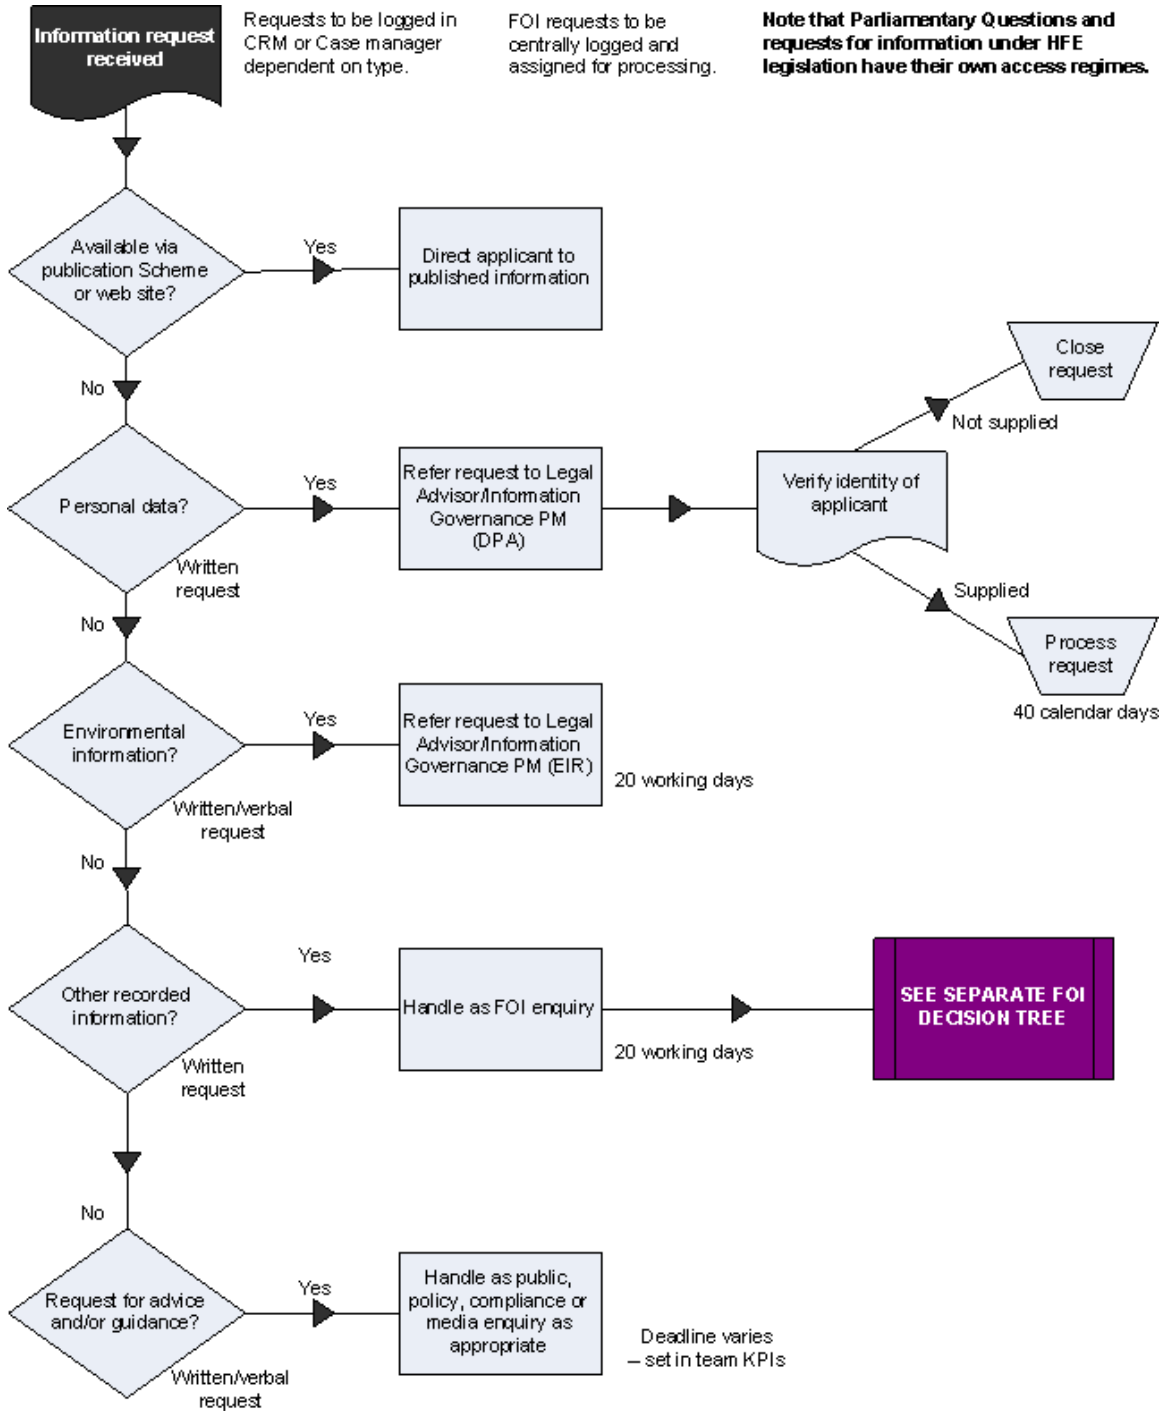 Information request
received
Requests to be logged in
CRM or Case manager
dependent on type.
FOI requests to be
centrally logged and
assigned for processing.
Note that Parliamentary Questions and
requests for information under HFE
legislation have their own access regimes.
Available via
publication Scheme
or web site?
Yes
Direct applicant to
published information
No
Close
request
Not supplied
Personal data?
Written
request
Yes
Refer request to Legal
Advisor/Information
Governance PM
(DPA)
Verify identity of
applicant
Supplied
Process
request
40 calendar days
No
Environmental
information?
Written/verbal
request
Yes
Refer request to Legal
Advisor/Information
Governance PM (EIR)
20 working days
No
Other recorded
information?
Written
request
Yes
Handle as FOI enquiry
20 working days
SEE SEPARATE FOI
DECISION TREE
No
Request for advice
and/or guidance?
Written/verbal
request
Yes
Handle as public,
policy, compliance or
media enquiry as
appropriate
Deadline varies
– set in team KPIs